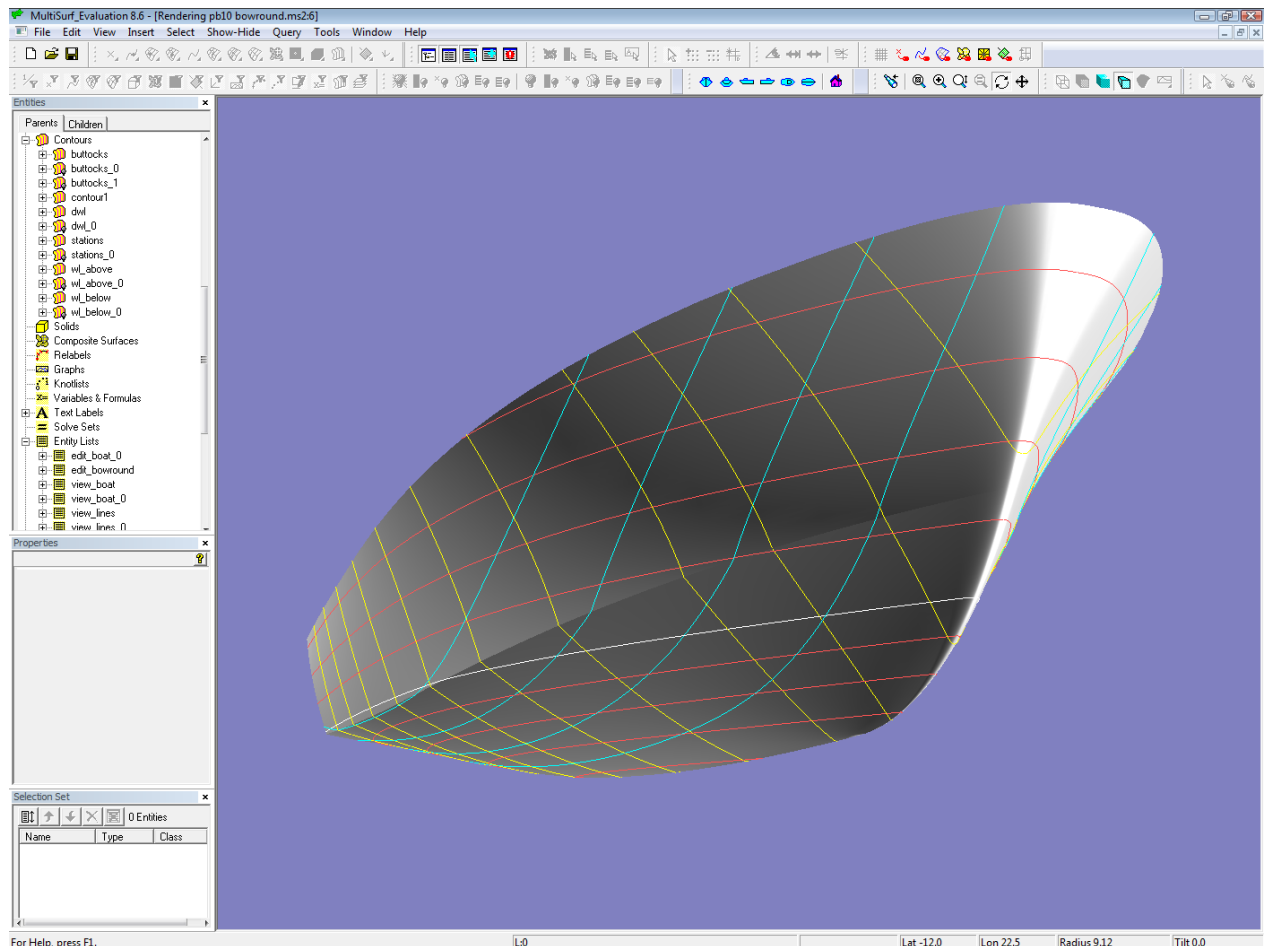 MultiSurf_Evaluation 8.6 - [Rendering pb10 bowround.ms2:6]
File Edit View Insert Select Show-Hide Query Tools Window Help
Entities
Parents Children
Contours
buttocks
buttocks_0
buttocks_1
contour1
dwl
dwl_0
stations
stations_0
wl_above
wl_above_0
wl_below
wl_below_0
Solids
Composite Surfaces
Relabels
Graphs
Knotlists
Variables & Formulas
Text Labels
Solve Sets
Entity Lists
edit_boat_0
edit_bowround
view_boat
view_boat_0
view_lines
view_lines_0
Properties
Selection Set
0 Entities
Name Type Class
For Help, press F1. L:0 Lat -12.0 Lon 22.5 Radius 9.12 Tilt 0.0